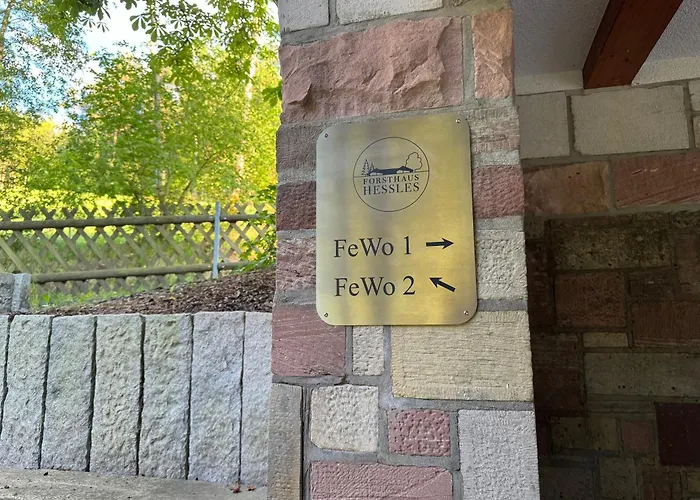 FORSTHAUS
HESSLES
FeWo 1 →
FeWo 2 ↖